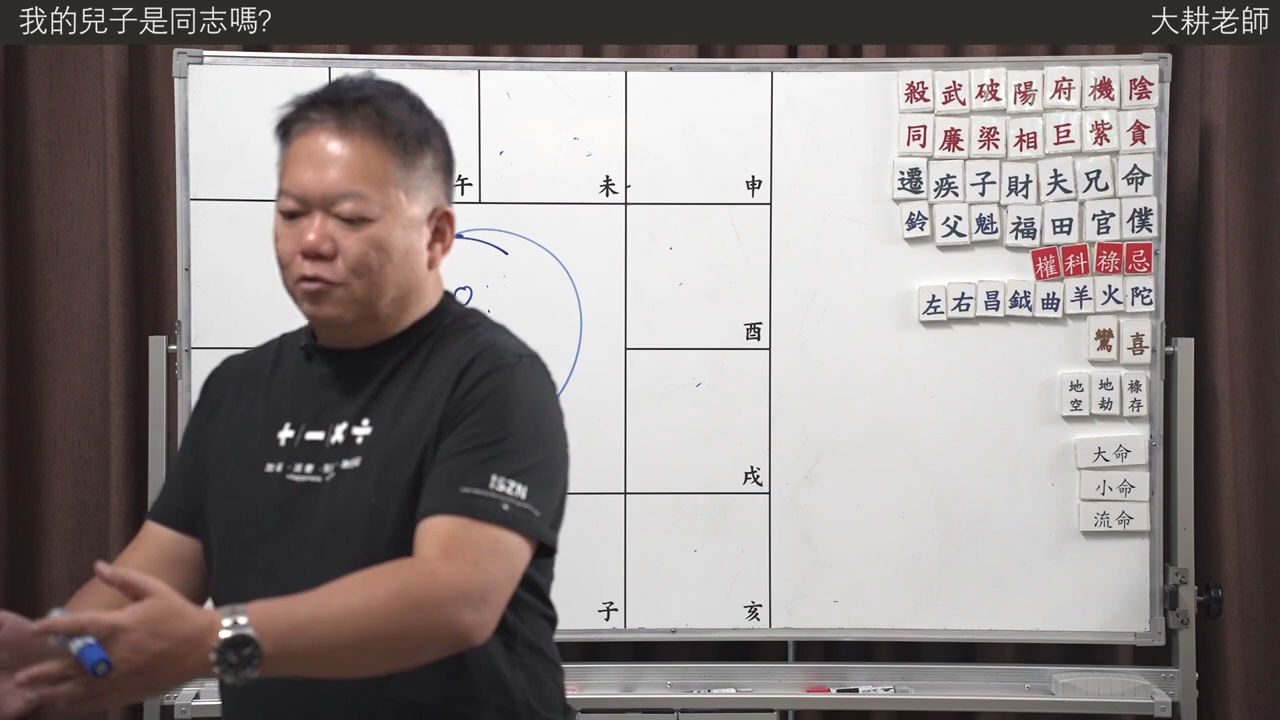 我的兒子是同志嗎?
大耕老師
午
未
申
酉
戌
子
亥
殺武破陽府機陰
同廉梁相巨紫貪
遷疾子財夫兄命
鈴父魁福田官僕
權科祿忌
左右昌鉞曲羊火陀
鸞喜
地空 地劫 祿存
大命
小命
流命
+-×÷